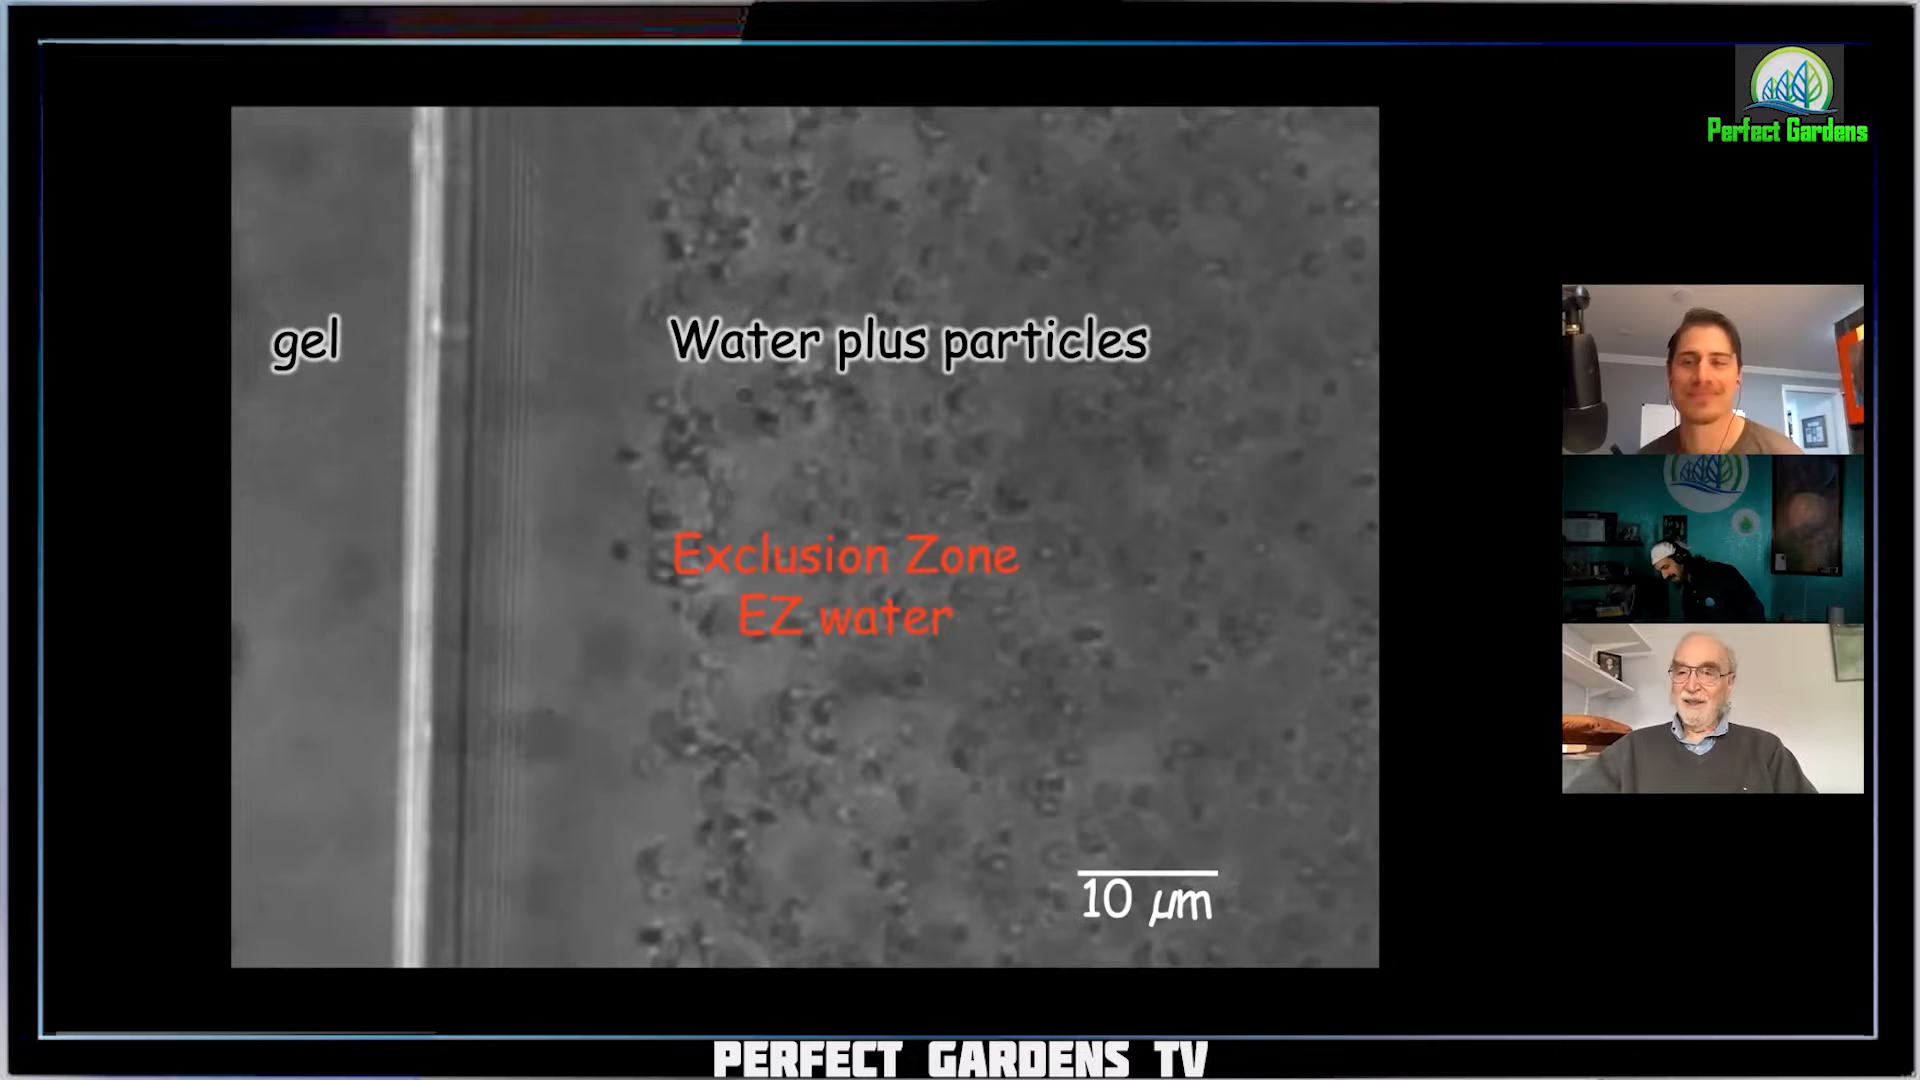 Perfect Gardens
gel
Water plus particles
Exclusion Zone
EZ water
10 µm
PERFECT GARDENS TV